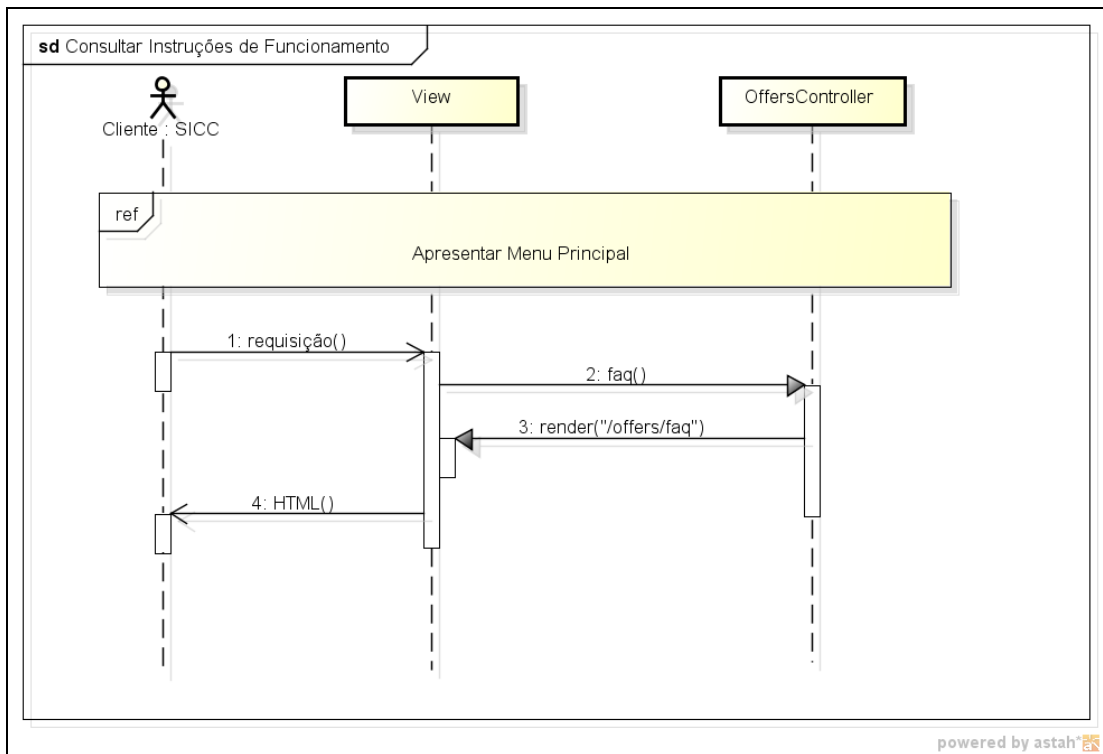 sd Consultar Instruções de Funcionamento
Cliente : SICC
View
OffersController
ref
Apresentar Menu Principal
1: requisição()
2: faq()
3: render("/offers/faq")
4: HTML()
powered by astah*